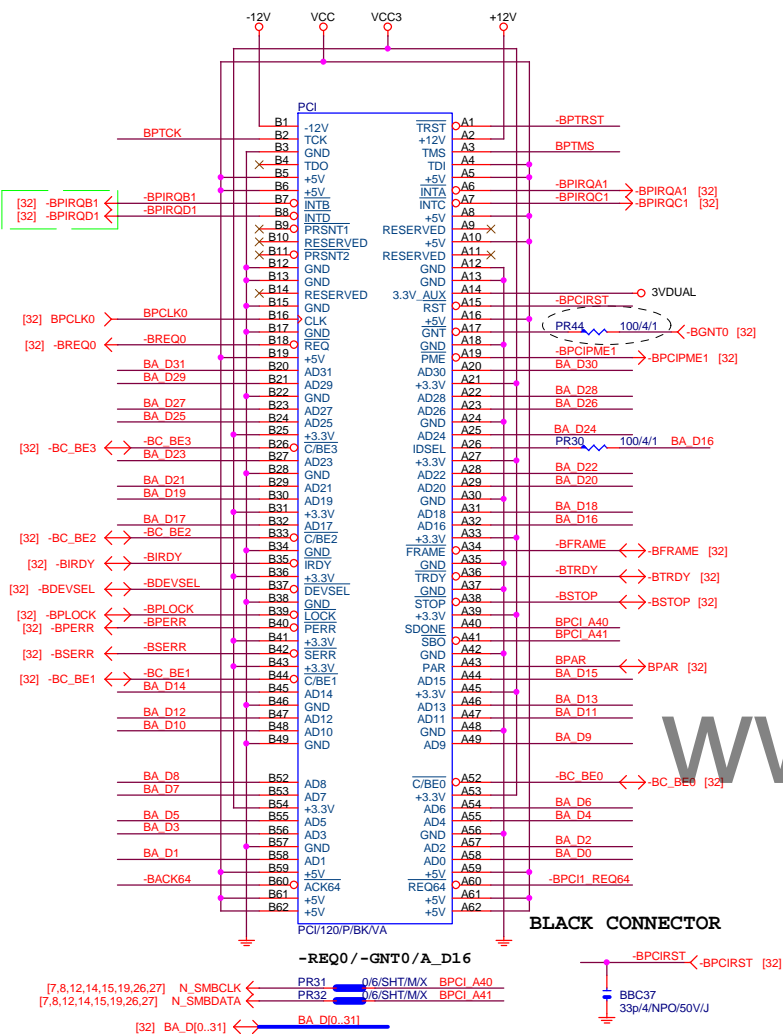 -12V VCC VCC3 +12V
PCI
B1 -12V TRST A1 -BPTRST
BPTCK B2 TCK +12V A2
B3 GND TMS A3 BPTMS
B4 TDO TDI A4
B5 +5V +5V A5
B6 +5V INTA A6 -BPIRQA1 -BPIRQA1 [32]
[32] -BPIRQB1 -BPIRQB1 B7 INTB INTC A7 -BPIRQC1 -BPIRQC1 [32]
[32] -BPIRQD1 -BPIRQD1 B8 INTD +5V A8
B9 PRSNT1 RESERVED A9
B10 RESERVED +5V A10
B11 PRSNT2 RESERVED A11
B12 GND GND A12
B13 GND GND A13
B14 RESERVED 3.3V_AUX A14 3VDUAL
B15 GND RST A15 -BPCIRST
[32] BPCLK0 BPCLK0 B16 CLK +5V A16
B17 GND GNT A17 PR44 100/4/1 -BGNT0 [32]
[32] -BREQ0 -BREQ0 B18 REQ GND A18
B19 +5V PME A19 -BPCIPME1 -BPCIPME1 [32]
BA_D31 B20 AD31 AD30 A20 BA_D30
BA_D29 B21 AD29 +3.3V A21
B22 GND AD28 A22 BA_D28
BA_D27 B23 AD27 AD26 A23 BA_D26
BA_D25 B24 AD25 GND A24
B25 +3.3V AD24 A25 BA_D24
[32] -BC_BE3 -BC_BE3 B26 C/BE3 IDSEL A26 PR30 100/4/1 BA_D16
BA_D23 B27 AD23 +3.3V A27
B28 GND AD22 A28 BA_D22
BA_D21 B29 AD21 AD20 A29 BA_D20
BA_D19 B30 AD19 GND A30
B31 +3.3V AD18 A31 BA_D18
BA_D17 B32 AD17 AD16 A32 BA_D16
[32] -BC_BE2 -BC_BE2 B33 C/BE2 +3.3V A33
B34 GND FRAME A34 -BFRAME -BFRAME [32]
[32] -BIRDY -BIRDY B35 IRDY GND A35
B36 +3.3V TRDY A36 -BTRDY -BTRDY [32]
[32] -BDEVSEL -BDEVSEL B37 DEVSEL GND A37
B38 GND STOP A38 -BSTOP -BSTOP [32]
[32] -BPLOCK -BPLOCK B39 LOCK +3.3V A39
[32] -BPERR -BPERR B40 PERR SDONE A40 BPCI_A40
B41 +3.3V SBO A41 BPCI_A41
[32] -BSERR -BSERR B42 SERR GND A42
B43 +3.3V PAR A43 BPAR BPAR [32]
[32] -BC_BE1 -BC_BE1 B44 C/BE1 AD15 A44 BA_D15
BA_D14 B45 AD14 +3.3V A45
B46 GND AD13 A46 BA_D13
BA_D12 B47 AD12 AD11 A47 BA_D11
BA_D10 B48 AD10 GND A48
B49 GND AD9 A49 BA_D9
BA_D8 B52 AD8 C/BE0 A52 -BC_BE0 -BC_BE0 [32]
BA_D7 B53 AD7 +3.3V A53
B54 +3.3V AD6 A54 BA_D6
BA_D5 B55 AD5 AD4 A55 BA_D4
BA_D3 B56 AD3 GND A56
B57 GND AD2 A57 BA_D2
BA_D1 B58 AD1 AD0 A58 BA_D0
B59 +5V +5V A59
-BACK64 B60 ACK64 REQ64 A60 -BPCI1_REQ64
B61 +5V +5V A61
B62 +5V +5V A62
PCI/120/P/BK/VA
BLACK CONNECTOR
-REQ0/-GNT0/A_D16
-BPCIRST -BPCIRST [32]
[7,8,12,14,15,19,26,27] N_SMBCLK PR31 0/6/SHT/M/X BPCI_A40
[7,8,12,14,15,19,26,27] N_SMBDATA PR32 0/6/SHT/M/X BPCI_A41
BBC37
33p/4/NPO/50V/J
[32] BA_D[0..31] BA_D[0..31]